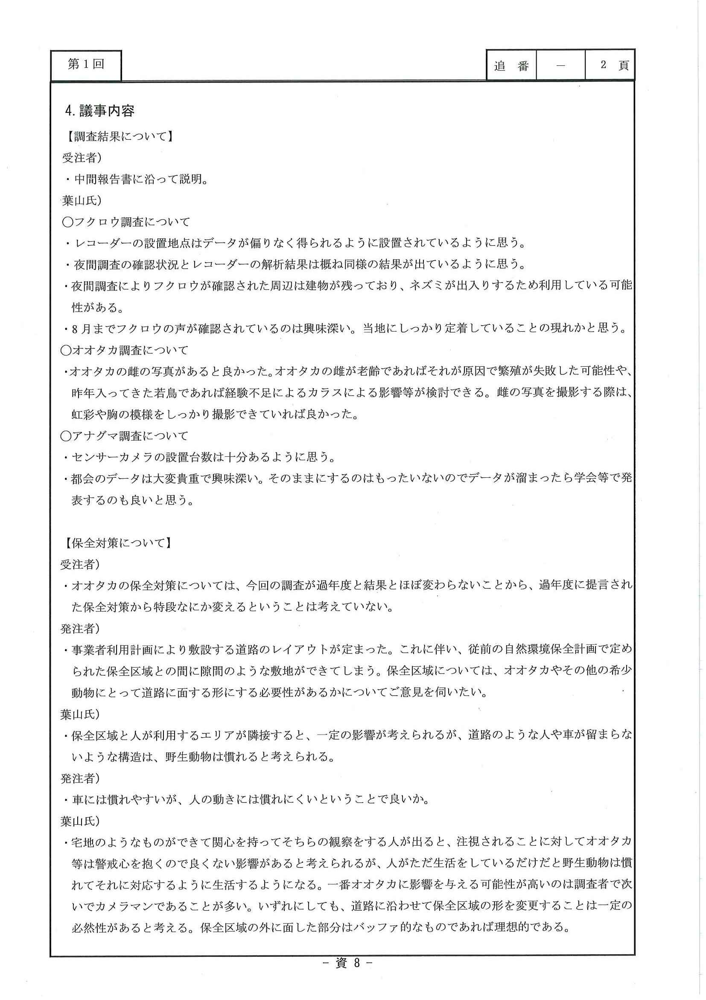 第1回
追 番 － 2 頁
4. 議事内容
【調査結果について】
受注者）
・中間報告書に沿って説明。
葉山氏）
〇フクロウ調査について
・レコーダーの設置地点はデータが偏りなく得られるように設置されているように思う。
・夜間調査の確認状況とレコーダーの解析結果は概ね同様の結果が出ているように思う。
・夜間調査によりフクロウが確認された周辺は建物が残っており、ネズミが出入りするため利用している可能
性がある。
・8月までフクロウの声が確認されているのは興味深い。当地にしっかり定着していることの現れかと思う。
〇オオタカ調査について
・オオタカの雌の写真があると良かった。オオタカの雌が老齢であればそれが原因で繁殖が失敗した可能性や、
昨年入ってきた若鳥であれば経験不足によるカラスによる影響等が検討できる。雌の写真を撮影する際は、
虹彩や胸の模様をしっかり撮影できていれば良かった。
〇アナグマ調査について
・センサーカメラの設置台数は十分あるように思う。
・都会のデータは大変貴重で興味深い。そのままにするのはもったいないのでデータが溜まったら学会等で発
表するのも良いと思う。
【保全対策について】
受注者）
・オオタカの保全対策については、今回の調査が過年度と結果とほぼ変わらないことから、過年度に提言され
た保全対策から特段なにか変えるということは考えていない。
発注者）
・事業者利用計画により敷設する道路のレイアウトが定まった。これに伴い、従前の自然環境保全計画で定め
られた保全区域との間に隙間のような敷地ができてしまう。保全区域については、オオタカやその他の希少
動物にとって道路に面する形にする必要性があるかについてご意見を伺いたい。
葉山氏）
・保全区域と人が利用するエリアが隣接すると、一定の影響が考えられるが、道路のような人や車が留まらな
いような構造は、野生動物は慣れると考えられる。
発注者）
・車には慣れやすいが、人の動きには慣れにくいということで良いか。
葉山氏）
・宅地のようなものができて関心を持ってそちらの観察をする人が出ると、注視されることに対してオオタカ
等は警戒心を抱くので良くない影響があると考えられるが、人がただ生活をしているだけだと野生動物は慣
れてそれに対応するように生活するようになる。一番オオタカに影響を与える可能性が高いのは調査者で次
いでカメラマンであることが多い。いずれにしても、道路に沿わせて保全区域の形を変更することは一定の
必然性があると考える。保全区域の外に面した部分はバッファ的なものであれば理想的である。
－ 資 8 －